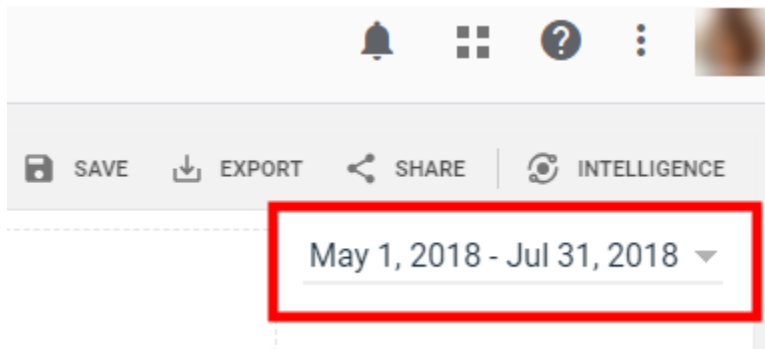 SAVE EXPORT SHARE INTELLIGENCE
May 1, 2018 - Jul 31, 2018